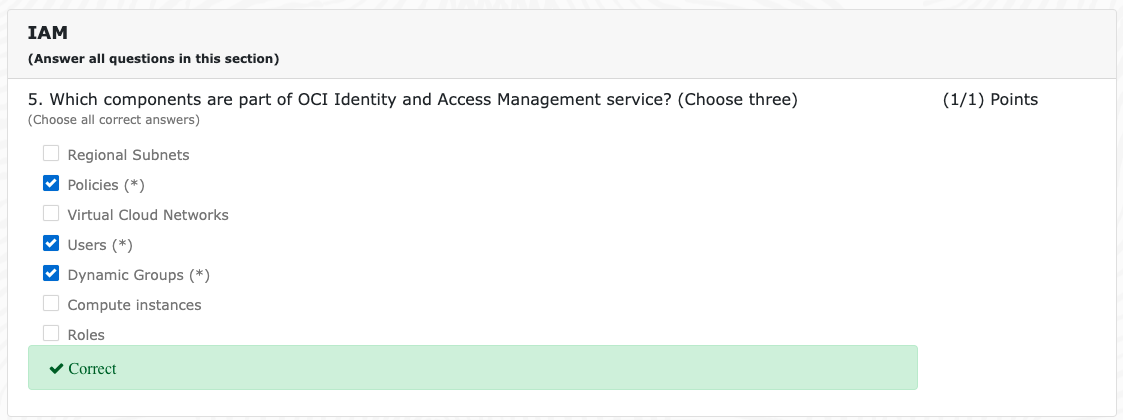 IAM
(Answer all questions in this section)
5. Which components are part of OCI Identity and Access Management service? (Choose three) (1/1) Points
(Choose all correct answers)
Regional Subnets
Policies (*)
Virtual Cloud Networks
Users (*)
Dynamic Groups (*)
Compute instances
Roles
Correct